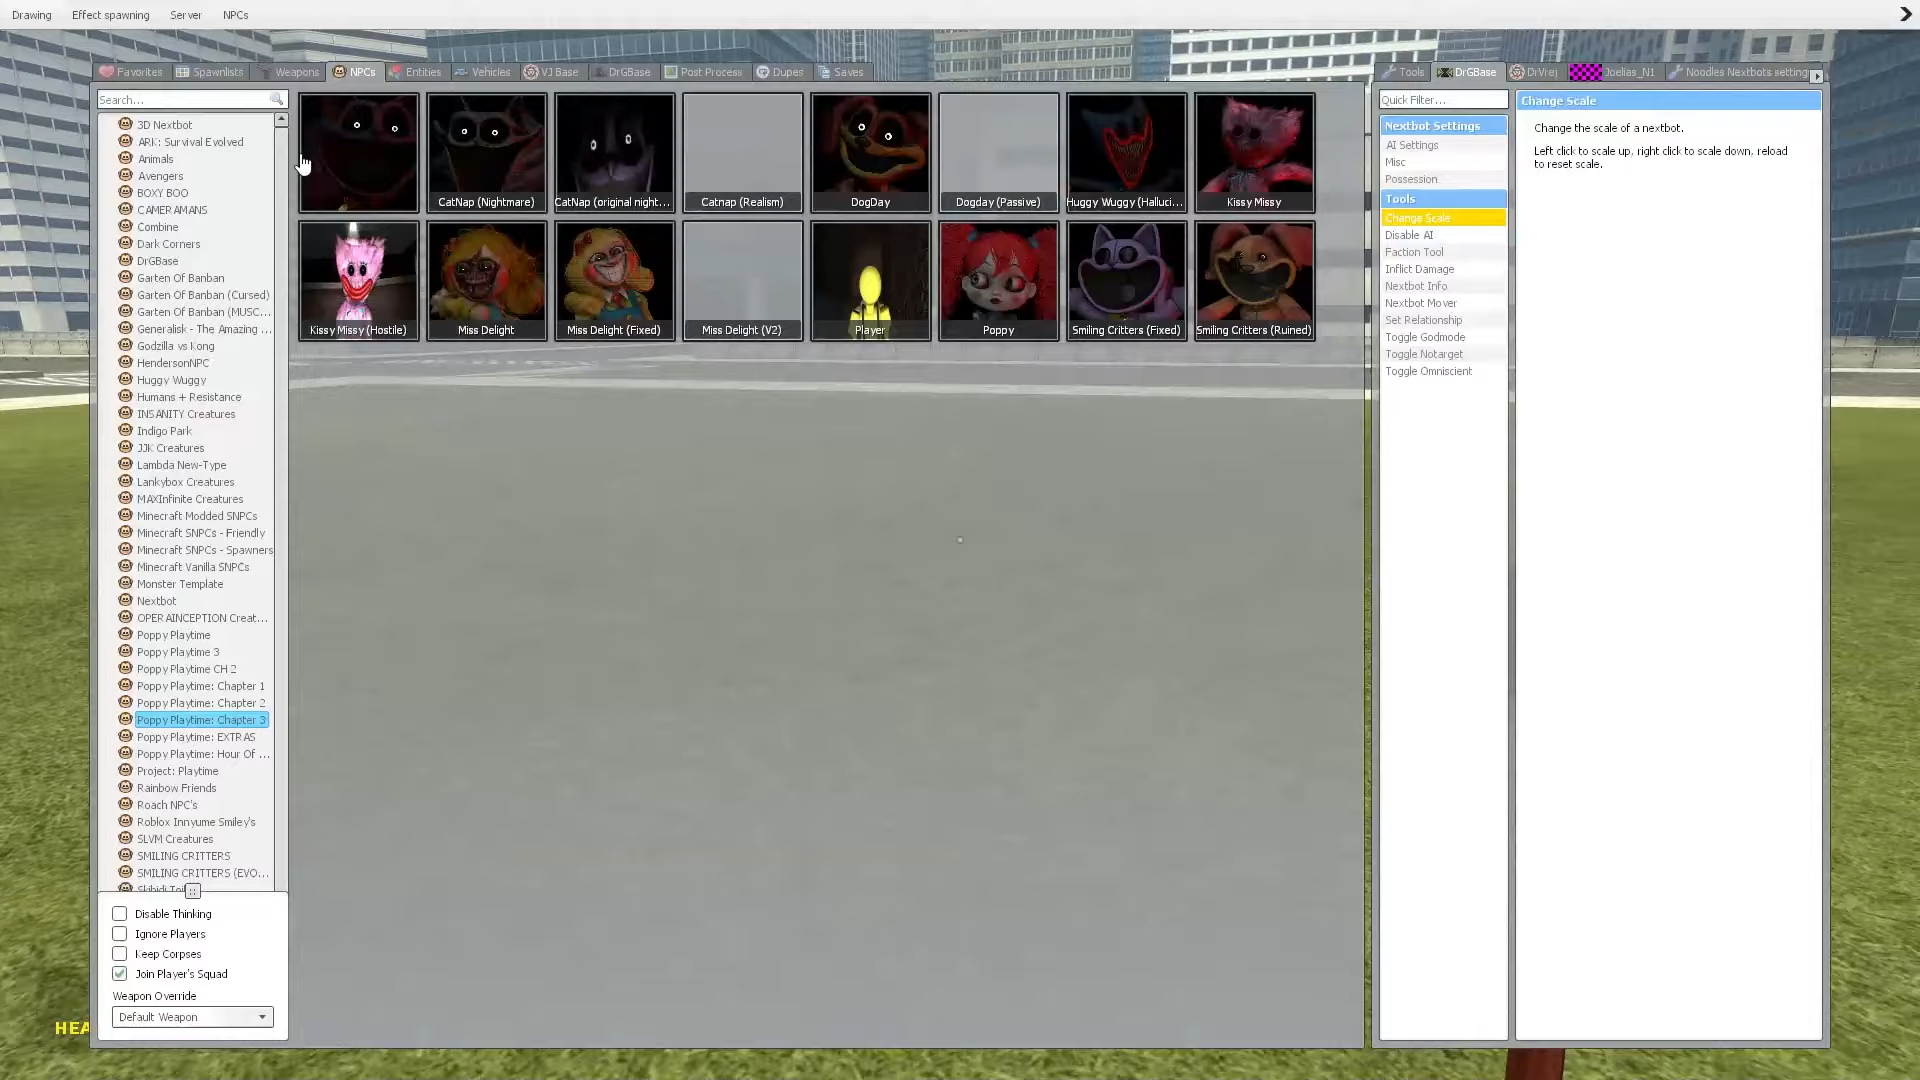 Drawing
Effect spawning
Server
NPCs
Favorites
Spawnlists
Weapons
NPCs
Entities
Vehicles
VJ Base
DrGBase
Post Process
Dupes
Saves
Search...
3D Nextbot
ARK: Survival Evolved
Animals
Avengers
BOXY BOO
CAMERAMANS
Combine
Dark Corners
DrGBase
Garten Of Banban
Garten Of Banban (Cursed)
Garten Of Banban (MUSC...
Generalisk - The Amazing ...
Godzilla vs Kong
HendersonNPC
Huggy Wuggy
Humans + Resistance
INSANITY Creatures
Indigo Park
JJK Creatures
Lambda New-Type
Lankybox Creatures
MAXInfinite Creatures
Minecraft Modded SNPCs
Minecraft SNPCs - Friendly
Minecraft SNPCs - Spawners
Minecraft Vanilla SNPCs
Monster Template
Nextbot
OPERAINCEPTION Creat...
Poppy Playtime
Poppy Playtime 3
Poppy Playtime CH 2
Poppy Playtime: Chapter 1
Poppy Playtime: Chapter 2
Poppy Playtime: Chapter 3
Poppy Playtime: EXTRAS
Poppy Playtime: Hour Of ...
Project: Playtime
Rainbow Friends
Roach NPC's
Roblox Innyume Smiley's
SLVM Creatures
SMILING CRITTERS
SMILING CRITTERS (EVO...
Disable Thinking
Ignore Players
Keep Corpses
Join Player's Squad
Weapon Override
Default Weapon
CatNap (Nightmare)
CatNap (original night...
Catnap (Realism)
DogDay
Dogday (Passive)
Huggy Wuggy (Halluci...
Kissy Missy
Kissy Missy (Hostile)
Miss Delight
Miss Delight (Fixed)
Miss Delight (V2)
Player
Poppy
Smiling Critters (Fixed)
Smiling Critters (Ruined)
Tools
DrGBase
DrVrej
Joelias_N1
Noodles Nextbots setting
Quick Filter...
Nextbot Settings
AI Settings
Misc
Possession
Tools
Change Scale
Disable AI
Faction Tool
Inflict Damage
Nextbot Info
Nextbot Mover
Set Relationship
Toggle Godmode
Toggle Notarget
Toggle Omniscient
Change Scale
Change the scale of a nextbot.
Left click to scale up, right click to scale down, reload
to reset scale.
HEA